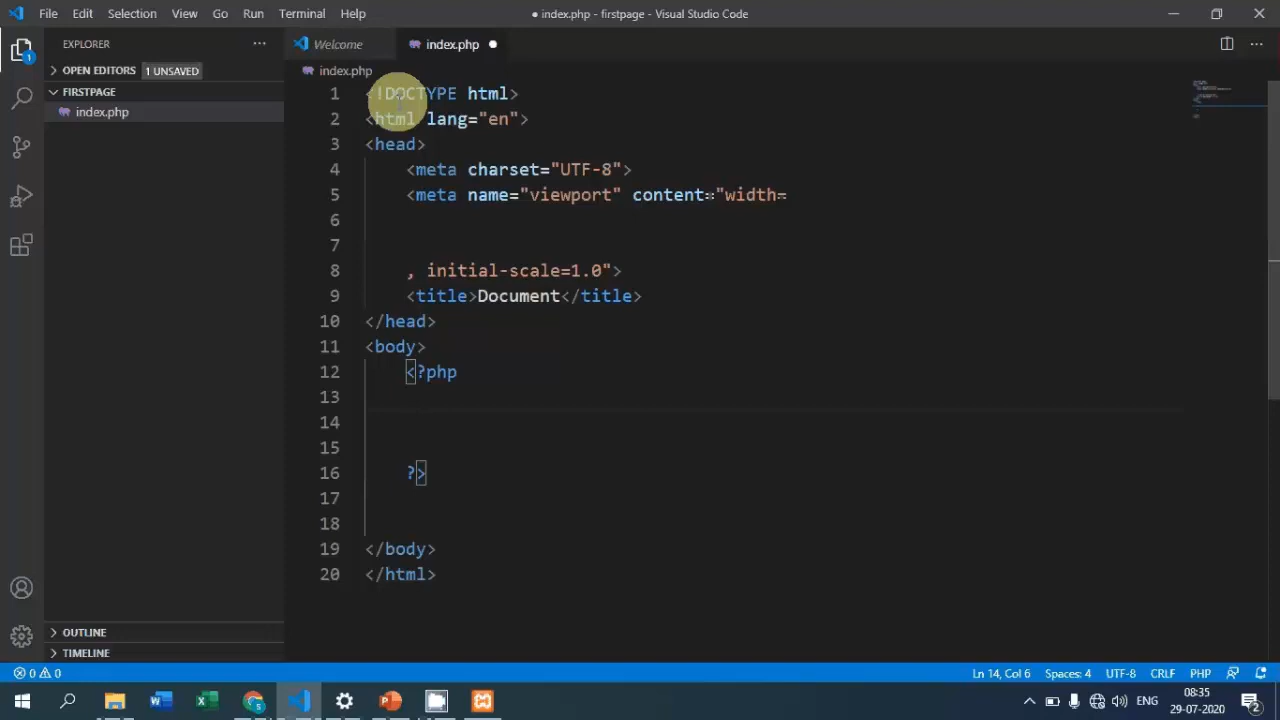 File Edit Selection View Go Run Terminal Help ● index.php - firstpage - Visual Studio Code
EXPLORER
Welcome index.php
OPEN EDITORS 1 UNSAVED
FIRSTPAGE
index.php
OUTLINE
TIMELINE
index.php
1 <!DOCTYPE html>
2 <html lang="en">
3 <head>
4 <meta charset="UTF-8">
5 <meta name="viewport" content="width=
6
7
8 , initial-scale=1.0">
9 <title>Document</title>
10 </head>
11 <body>
12 <?php
13
14
15
16 ?>
17
18
19 </body>
20 </html>
0 0 Ln 14, Col 6 Spaces: 4 UTF-8 CRLF PHP
ENG 08:35
29-07-2020 2
1